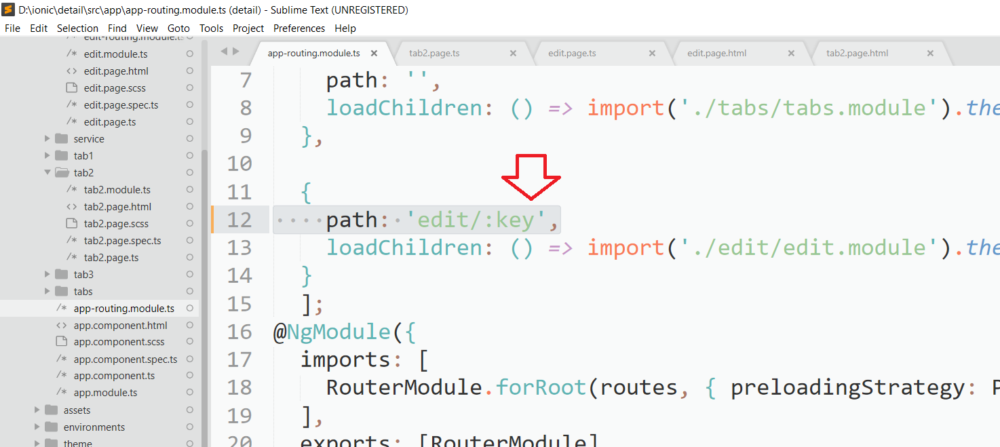 D:\ionic\detail\src\app\app-routing.module.ts (detail) - Sublime Text (UNREGISTERED)
File Edit Selection Find View Goto Tools Project Preferences Help
edit-routing.module.ts
edit.module.ts
edit.page.html
edit.page.scss
edit.page.spec.ts
edit.page.ts
service
tab1
tab2
tab2.module.ts
tab2.page.html
tab2.page.scss
tab2.page.spec.ts
tab2.page.ts
tab3
tabs
app-routing.module.ts
app.component.html
app.component.scss
app.component.spec.ts
app.component.ts
app.module.ts
assets
environments
theme
app-routing.module.ts × tab2.page.ts × edit.page.ts × edit.page.html × tab2.page.html ×
7 path: '',
8 loadChildren: () => import('./tabs/tabs.module').the
9 },
10
11 {
12 path: 'edit/:key',
13 loadChildren: () => import('./edit/edit.module').the
14 }
15 ];
16 @NgModule({
17 imports: [
18 RouterModule.forRoot(routes, { preloadingStrategy: P
19 ],
20 exports: [RouterModule]